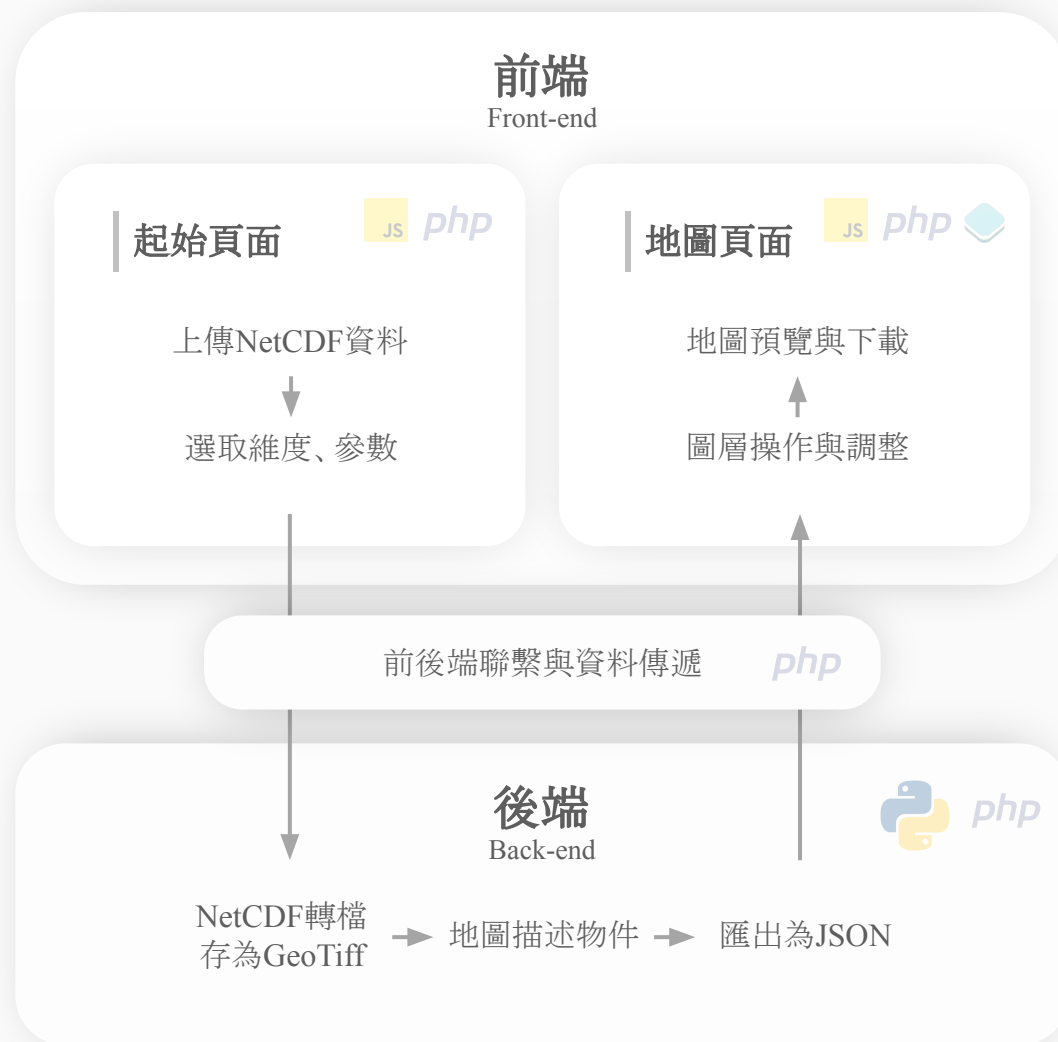 前端
Front-end
起始頁面
JS php
上傳NetCDF資料
選取維度、參數
地圖頁面
JS php
地圖預覽與下載
圖層操作與調整
前後端聯繫與資料傳遞
php
後端
Back-end
php
NetCDF轉檔
存為GeoTiff
地圖描述物件
匯出為JSON